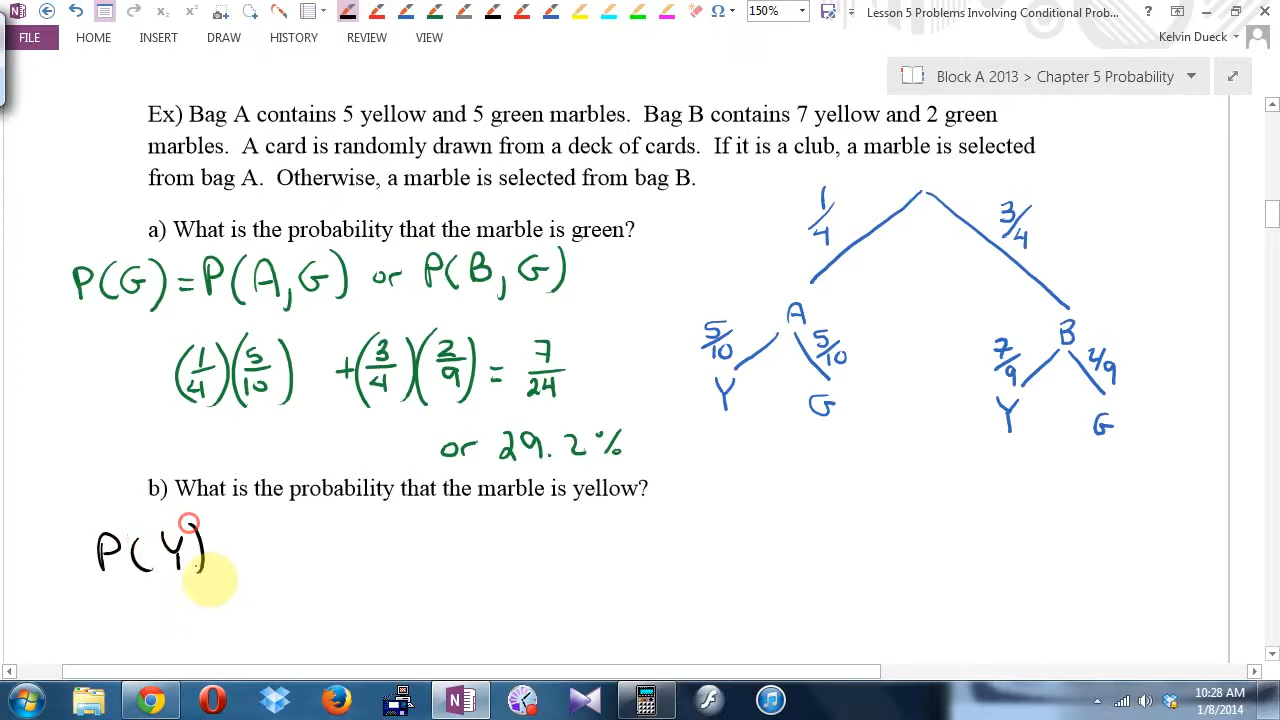 150%
Lesson 5 Problems Involving Conditional Prob...
FILE HOME INSERT DRAW HISTORY REVIEW VIEW
Kelvin Dueck
Block A 2013 > Chapter 5 Probability
Ex) Bag A contains 5 yellow and 5 green marbles. Bag B contains 7 yellow and 2 green
marbles. A card is randomly drawn from a deck of cards. If it is a club, a marble is selected
from bag A. Otherwise, a marble is selected from bag B.
1/4 3/4
a) What is the probability that the marble is green?
P(G) = P(A, G) or P(B, G)
A B
5/10 5/10 7/9 2/9
Y G Y G
(1/4)(5/10) + (3/4)(2/9) = 7/24
or 29.2%
b) What is the probability that the marble is yellow?
P(Y)
10:28 AM
1/8/2014